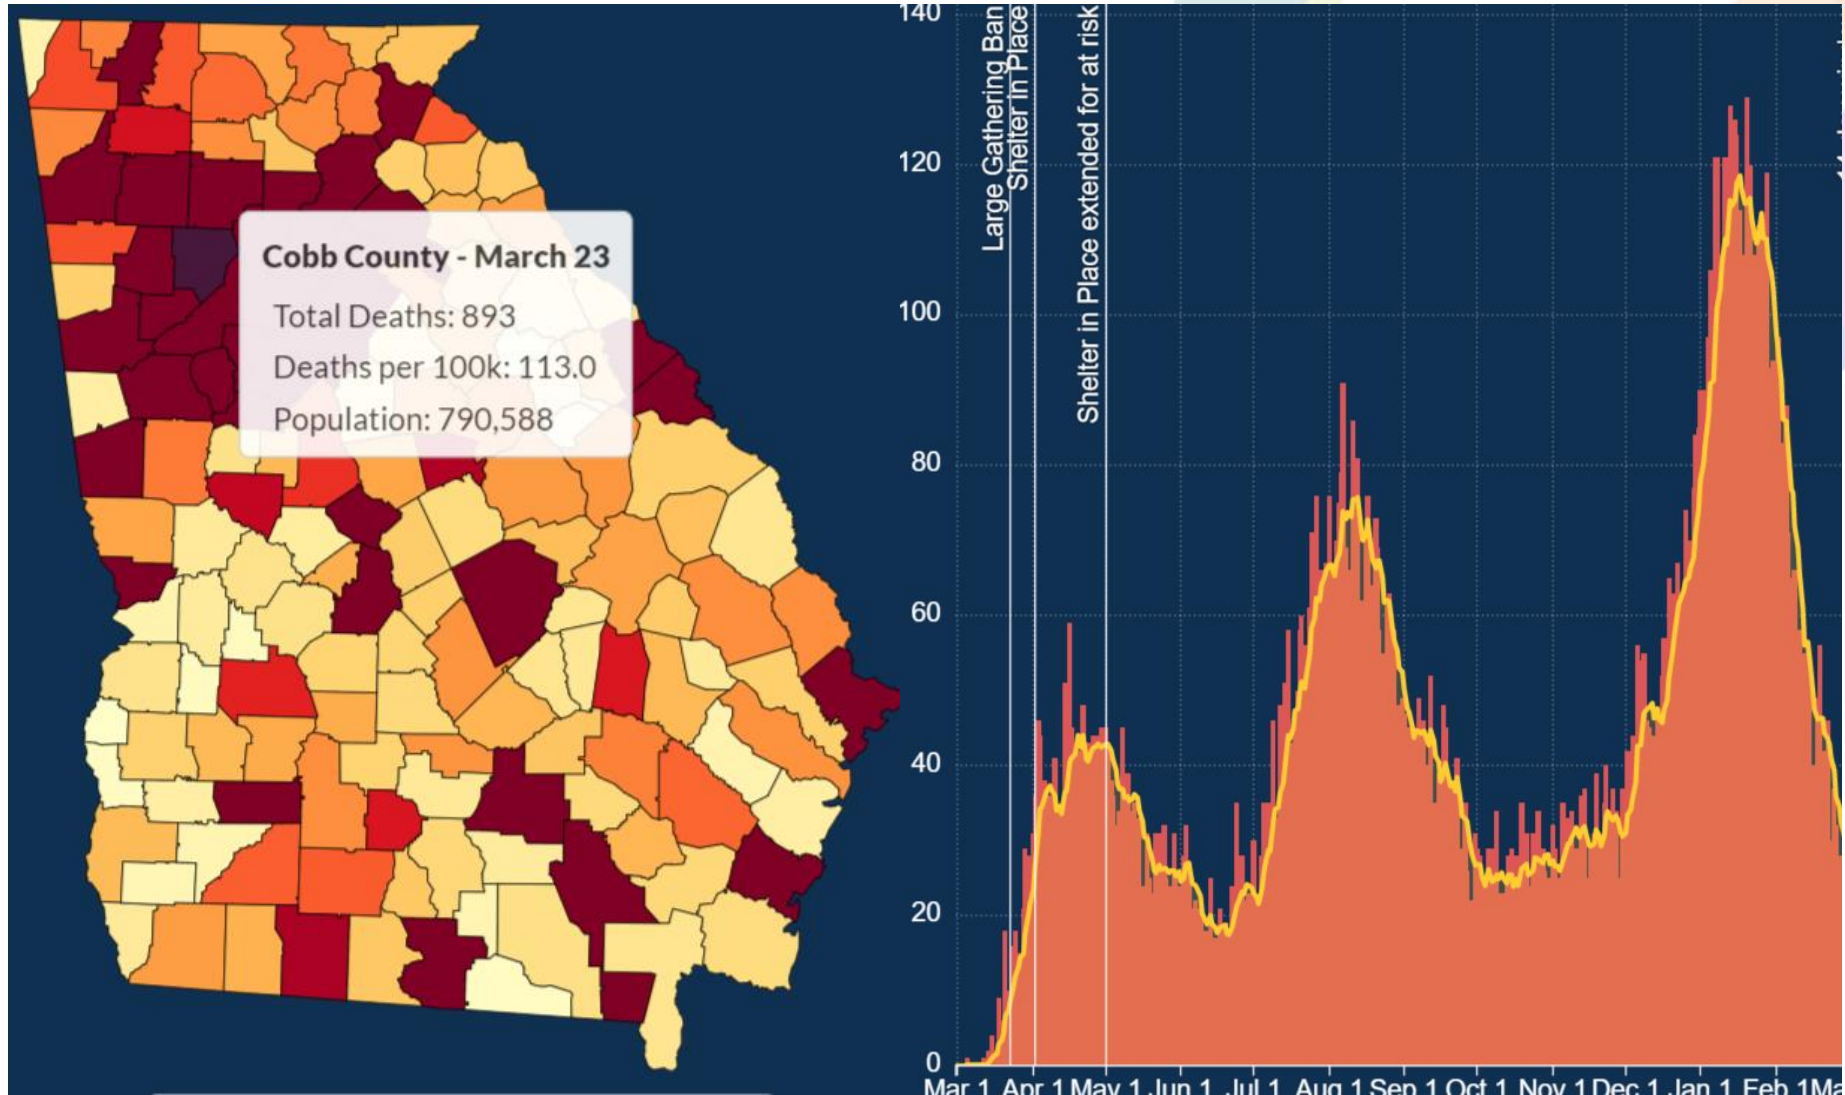 Cobb County - March 23
Total Deaths: 893
Deaths per 100k: 113.0
Population: 790,588
Large Gathering Ban
Shelter in Place
Shelter in Place extended for at risk
140
120
100
80
60
40
20
0
Mar 1 Apr 1 May 1 Jun 1 Jul 1 Aug 1 Sep 1 Oct 1 Nov 1 Dec 1 Jan 1 Feb 1 Ma